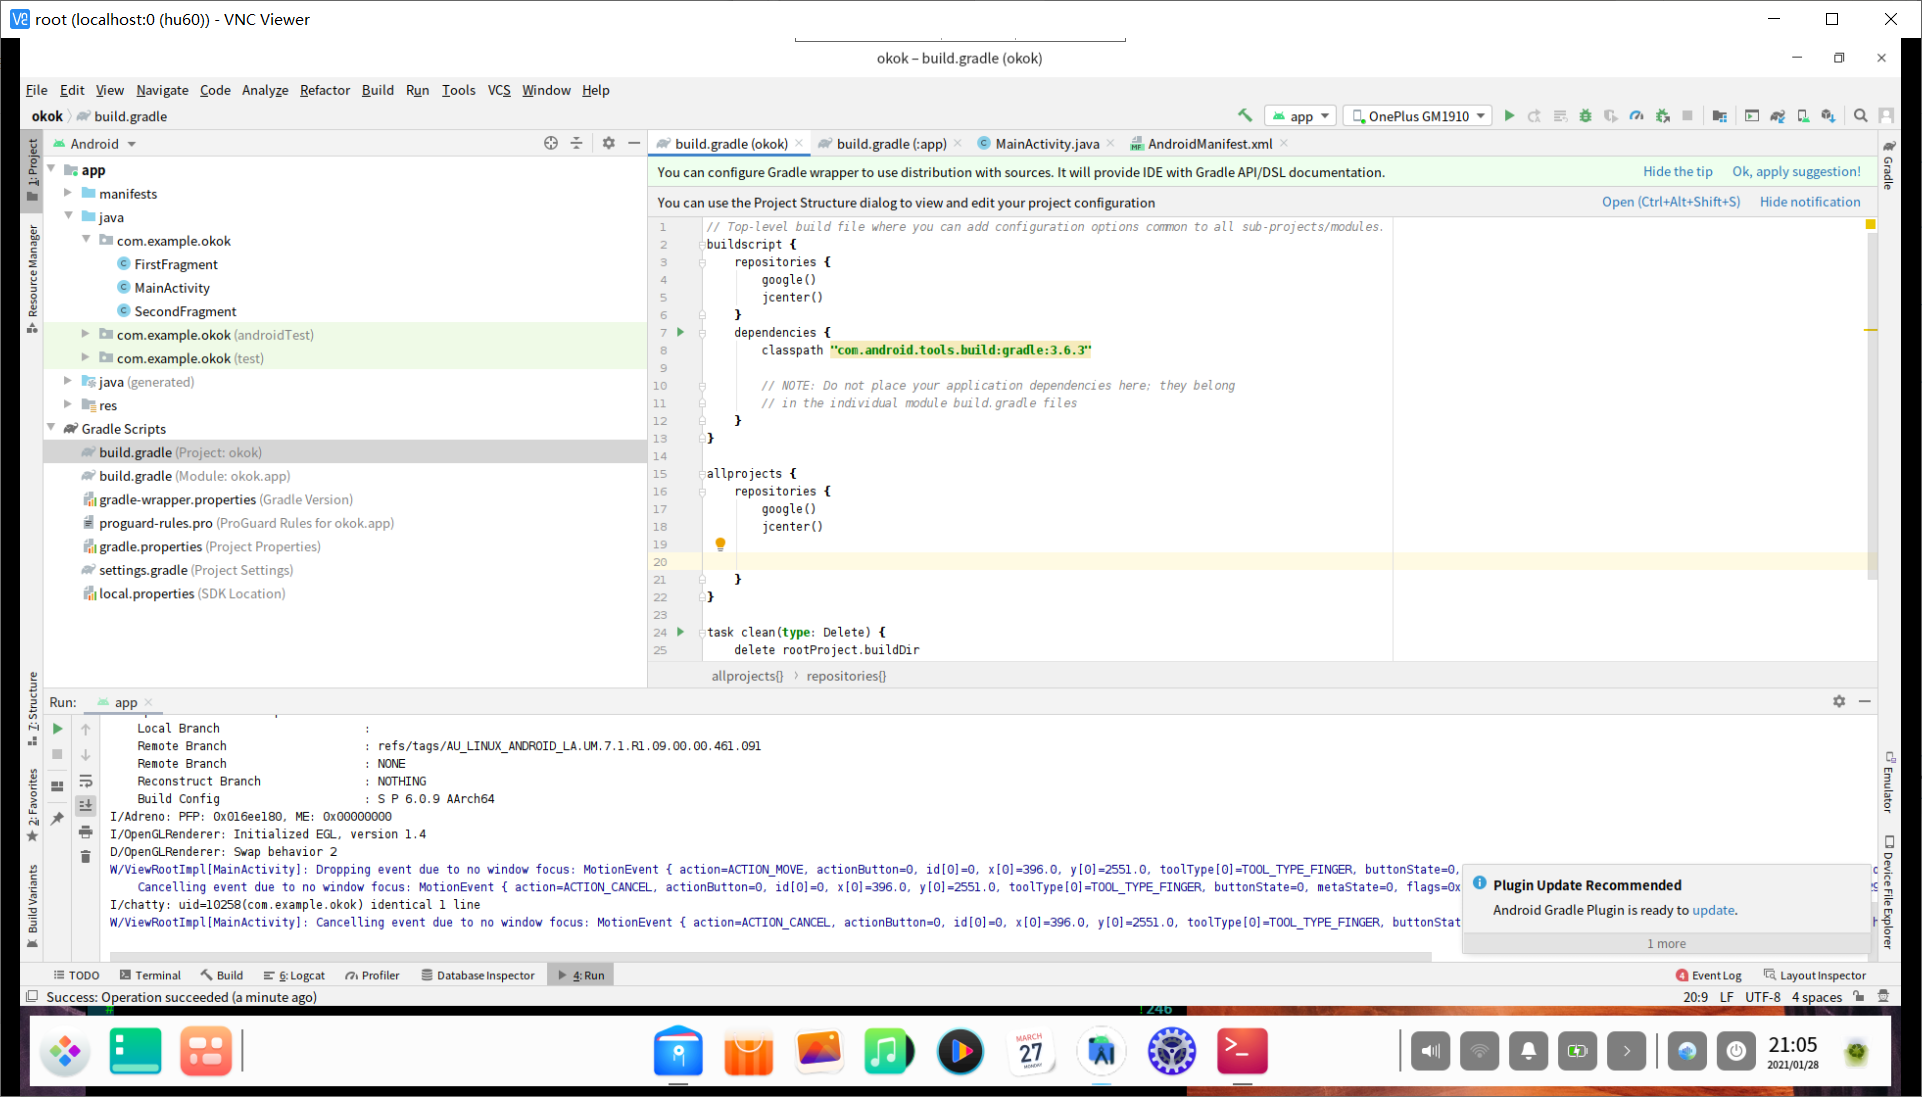 root (localhost:0 (hu60)) - VNC Viewer
okok – build.gradle (okok)
File Edit View Navigate Code Analyze Refactor Build Run Tools VCS Window Help
okok build.gradle
app
OnePlus GM1910
Android
build.gradle (okok)
build.gradle (:app)
MainActivity.java
AndroidManifest.xml
1: Project
Resource Manager
7: Structure
2: Favorites
Build Variants
Gradle
Emulator
Device File Explorer
app
manifests
java
com.example.okok
FirstFragment
MainActivity
SecondFragment
com.example.okok (androidTest)
com.example.okok (test)
java (generated)
res
Gradle Scripts
build.gradle (Project: okok)
build.gradle (Module: okok.app)
gradle-wrapper.properties (Gradle Version)
proguard-rules.pro (ProGuard Rules for okok.app)
gradle.properties (Project Properties)
settings.gradle (Project Settings)
local.properties (SDK Location)
You can configure Gradle wrapper to use distribution with sources. It will provide IDE with Gradle API/DSL documentation.
Hide the tip Ok, apply suggestion!
You can use the Project Structure dialog to view and edit your project configuration
Open (Ctrl+Alt+Shift+S) Hide notification
1 // Top-level build file where you can add configuration options common to all sub-projects/modules.
2 buildscript {
3 repositories {
4 google()
5 jcenter()
6 }
7 dependencies {
8 classpath "com.android.tools.build:gradle:3.6.3"
9
10 // NOTE: Do not place your application dependencies here; they belong
11 // in the individual module build.gradle files
12 }
13 }
14
15 allprojects {
16 repositories {
17 google()
18 jcenter()
19
20
21 }
22 }
23
24 task clean(type: Delete) {
25 delete rootProject.buildDir
allprojects{} › repositories{}
Run: app
Local Branch :
Remote Branch : refs/tags/AU_LINUX_ANDROID_LA.UM.7.1.R1.09.00.00.461.091
Remote Branch : NONE
Reconstruct Branch : NOTHING
Build Config : S P 6.0.9 AArch64
I/Adreno: PFP: 0x016ee180, ME: 0x00000000
I/OpenGLRenderer: Initialized EGL, version 1.4
D/OpenGLRenderer: Swap behavior 2
W/ViewRootImpl[MainActivity]: Dropping event due to no window focus: MotionEvent { action=ACTION_MOVE, actionButton=0, id[0]=0, x[0]=396.0, y[0]=2551.0, toolType[0]=TOOL_TYPE_FINGER, buttonState=0,
Cancelling event due to no window focus: MotionEvent { action=ACTION_CANCEL, actionButton=0, id[0]=0, x[0]=396.0, y[0]=2551.0, toolType[0]=TOOL_TYPE_FINGER, buttonState=0, metaState=0, flags=0x
I/chatty: uid=10258(com.example.okok) identical 1 line
W/ViewRootImpl[MainActivity]: Cancelling event due to no window focus: MotionEvent { action=ACTION_CANCEL, actionButton=0, id[0]=0, x[0]=396.0, y[0]=2551.0, toolType[0]=TOOL_TYPE_FINGER, buttonStat
Plugin Update Recommended
Android Gradle Plugin is ready to update.
1 more
TODO Terminal Build 6: Logcat Profiler Database Inspector 4: Run
4 Event Log Layout Inspector
Success: Operation succeeded (a minute ago)
20:9 LF UTF-8 4 spaces
#
!246
MARCH
27
MONDAY
21:05
2021/01/28